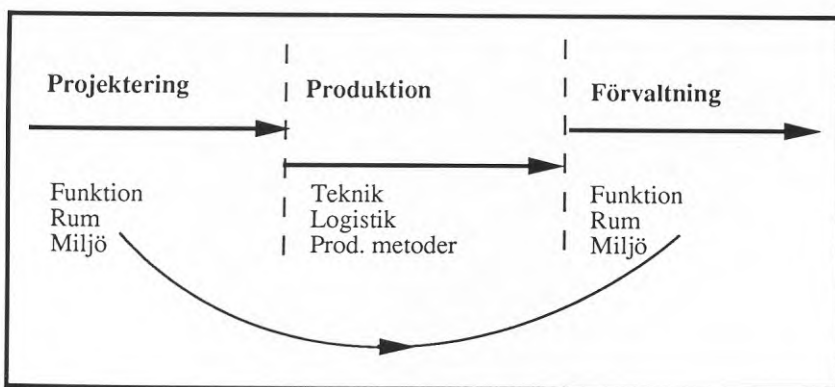 Projektering
Produktion
Förvaltning
Funktion
Rum
Miljö
Teknik
Logistik
Prod. metoder
Funktion
Rum
Miljö